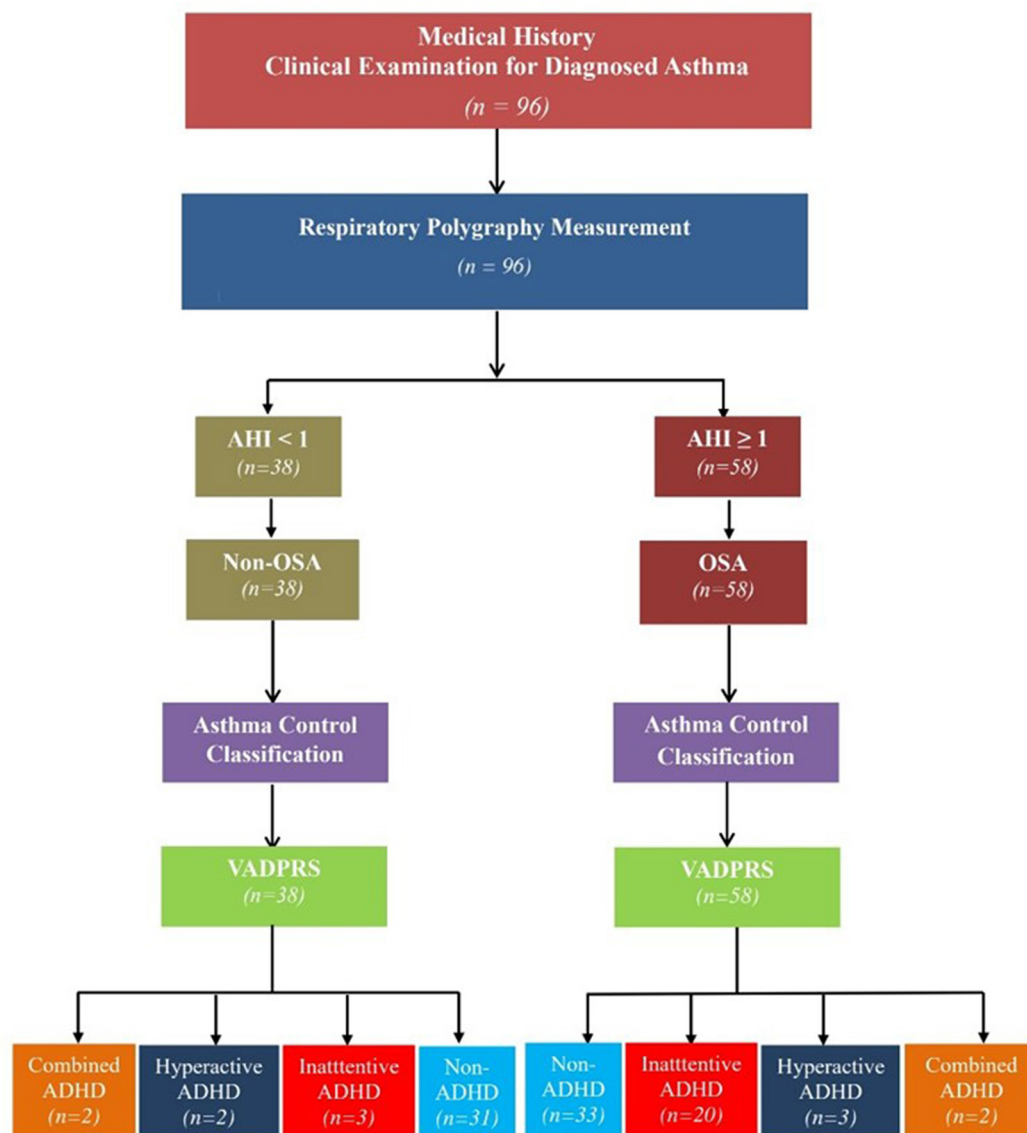 Medical History
Clinical Examination for Diagnosed Asthma
(n = 96)
Respiratory Polygraphy Measurement
(n = 96)
AHI < 1
(n=38)
AHI ≥ 1
(n=58)
Non-OSA
(n=38)
OSA
(n=58)
Asthma Control
Classification
Asthma Control
Classification
VADPRS
(n=38)
VADPRS
(n=58)
Combined
ADHD
(n=2)
Hyperactive
ADHD
(n=2)
Inatttentive
ADHD
(n=3)
Non-
ADHD
(n=31)
Non-
ADHD
(n=33)
Inatttentive
ADHD
(n=20)
Hyperactive
ADHD
(n=3)
Combined
ADHD
(n=2)